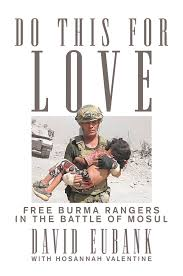 DO THIS FOR
LOVE
FREE BURMA RANGERS
IN THE BATTLE OF MOSUL
DAVID EUBANK
WITH HOSANNAH VALENTINE